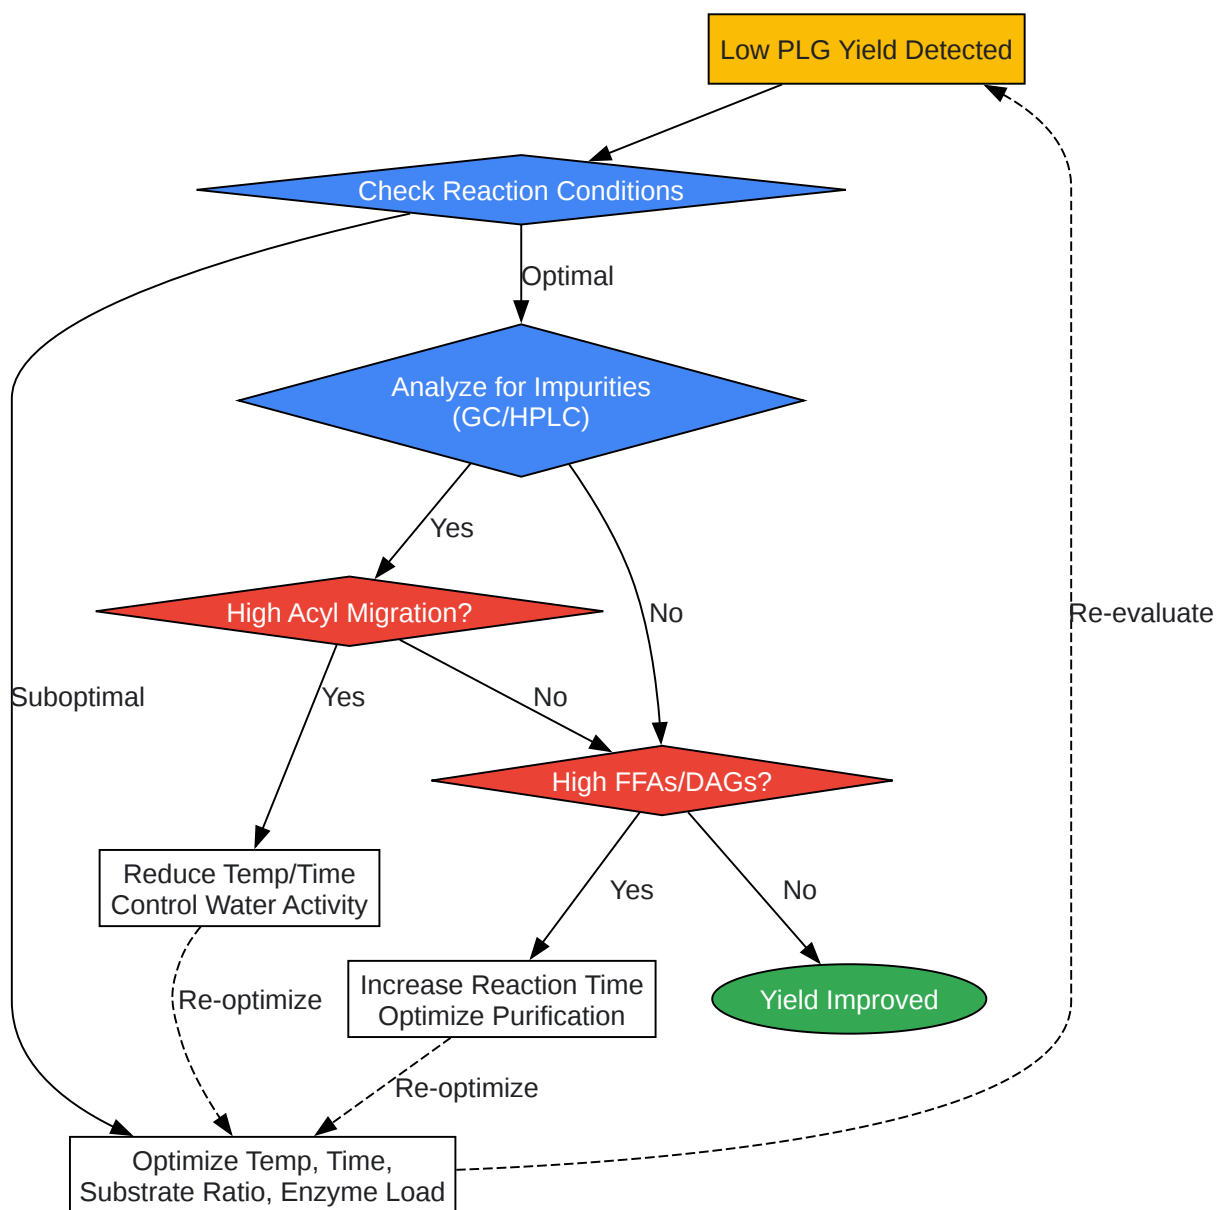 Low PLG Yield Detected
Check Reaction Conditions
Optimal
Analyze for Impurities
(GC/HPLC)
Yes
High Acyl Migration?
No
Re-evaluate
Suboptimal
Yes
No
High FFAs/DAGs?
Reduce Temp/Time
Control Water Activity
Yes
No
Increase Reaction Time
Optimize Purification
Re-optimize
Yield Improved
Re-optimize
Optimize Temp, Time,
Substrate Ratio, Enzyme Load